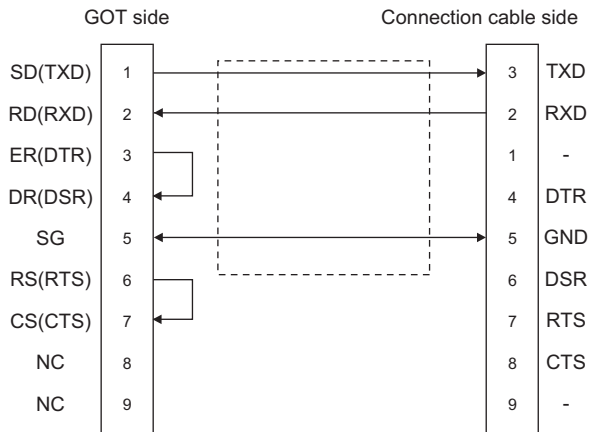 GOT side Connection cable side
SD(TXD) 1 3 TXD
RD(RXD) 2 2 RXD
ER(DTR) 3 1 -
DR(DSR) 4 4 DTR
SG 5 5 GND
RS(RTS) 6 6 DSR
CS(CTS) 7 7 RTS
NC 8 8 CTS
NC 9 9 -